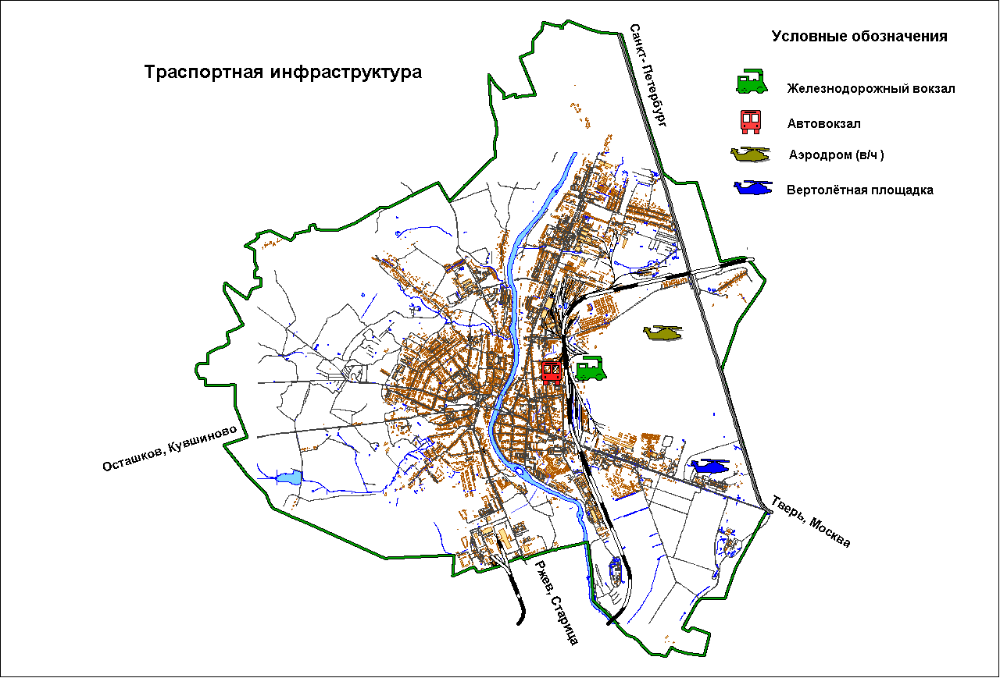 Траспортная инфраструктура
Условные обозначения
Железнодорожный вокзал
Автовокзал
Аэродром (в/ч )
Вертолётная площадка
Санкт- Петербург
Осташков, Кувшиново
Тверь, Москва
Ржев, Старица